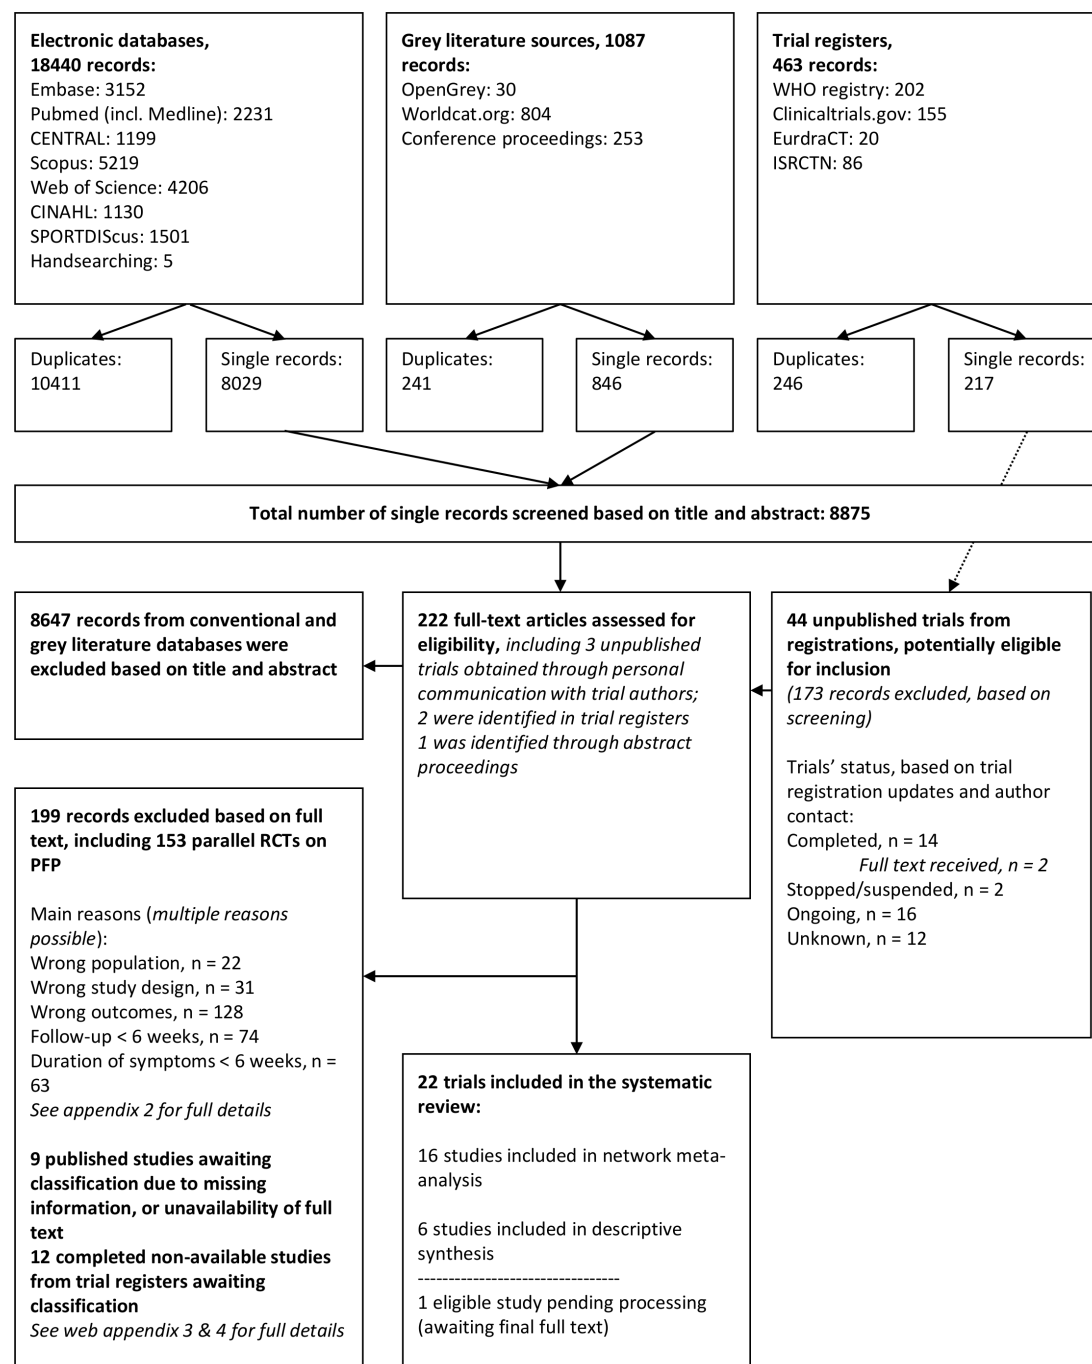 Electronic databases,
18440 records:
Embase: 3152
Pubmed (incl. Medline): 2231
CENTRAL: 1199
Scopus: 5219
Web of Science: 4206
CINAHL: 1130
SPORTDIScus: 1501
Handsearching: 5
Grey literature sources, 1087
records:
OpenGrey: 30
Worldcat.org: 804
Conference proceedings: 253
Trial registers,
463 records:
WHO registry: 202
Clinicaltrials.gov: 155
EurdraCT: 20
ISRCTN: 86
Duplicates:
10411
Single records:
8029
Duplicates:
241
Single records:
846
Duplicates:
246
Single records:
217
Total number of single records screened based on title and abstract: 8875
8647 records from conventional and
grey literature databases were
excluded based on title and abstract
222 full-text articles assessed for
eligibility, including 3 unpublished
trials obtained through personal
communication with trial authors;
2 were identified in trial registers
1 was identified through abstract
proceedings
44 unpublished trials from
registrations, potentially eligible
for inclusion
(173 records excluded, based on
screening)
Trials’ status, based on trial
registration updates and author
contact:
Completed, n = 14
Full text received, n = 2
Stopped/suspended, n = 2
Ongoing, n = 16
Unknown, n = 12
199 records excluded based on full
text, including 153 parallel RCTs on
PFP
Main reasons (multiple reasons
possible):
Wrong population, n = 22
Wrong study design, n = 31
Wrong outcomes, n = 128
Follow-up < 6 weeks, n = 74
Duration of symptoms < 6 weeks, n =
63
See appendix 2 for full details
9 published studies awaiting
classification due to missing
information, or unavailability of full
text
12 completed non-available studies
from trial registers awaiting
classification
See web appendix 3 & 4 for full details
22 trials included in the systematic
review:
16 studies included in network meta-
analysis
6 studies included in descriptive
synthesis
---------------------------------
1 eligible study pending processing
(awaiting final full text)